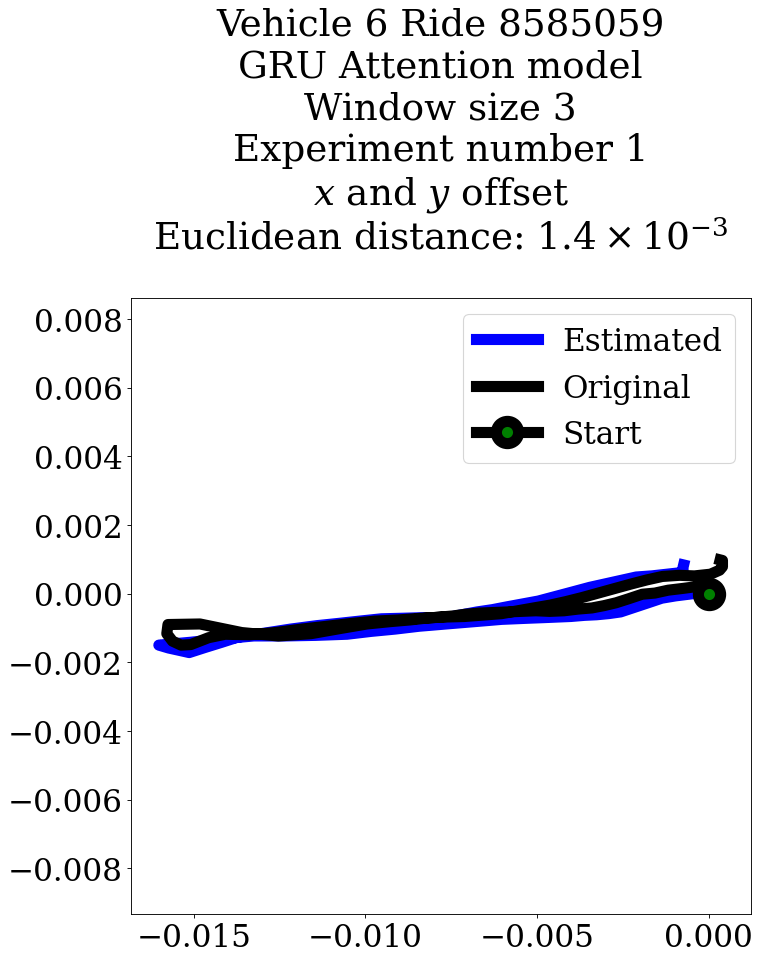 Vehicle 6 Ride 8585059
GRU Attention model
Window size 3
Experiment number 1
x and y offset
Euclidean distance: 1.4 × 10⁻³
Estimated
Original
Start
0.008
0.006
0.004
0.002
0.000
−0.002
−0.004
−0.006
−0.008
−0.015 −0.010 −0.005 0.000